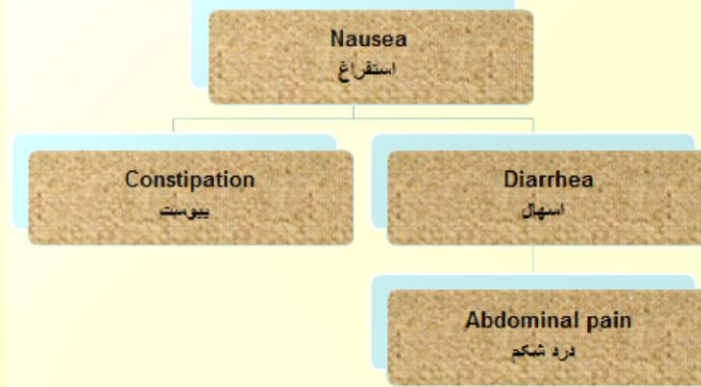 Nausea
استفراغ
Constipation
یبوست
Diarrhea
اسهال
Abdominal pain
درد شکم